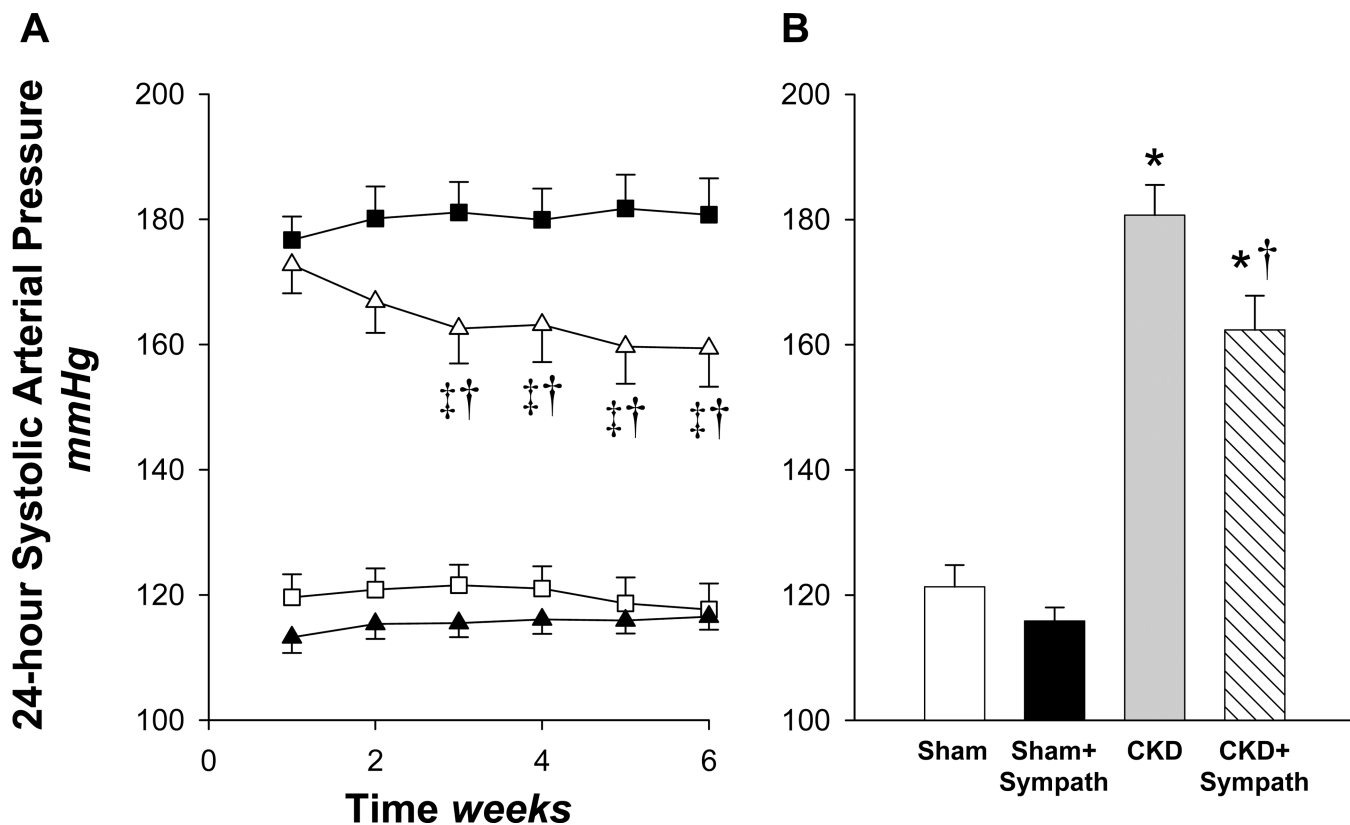 A
24-hour Systolic Arterial Pressure
mmHg
200
180
160
140
120
100
‡† ‡† ‡† ‡†
0 2 4 6
Time weeks
B
200
180
160
140
120
100
*
*†
Sham Sham+ CKD CKD+
Sympath Sympath